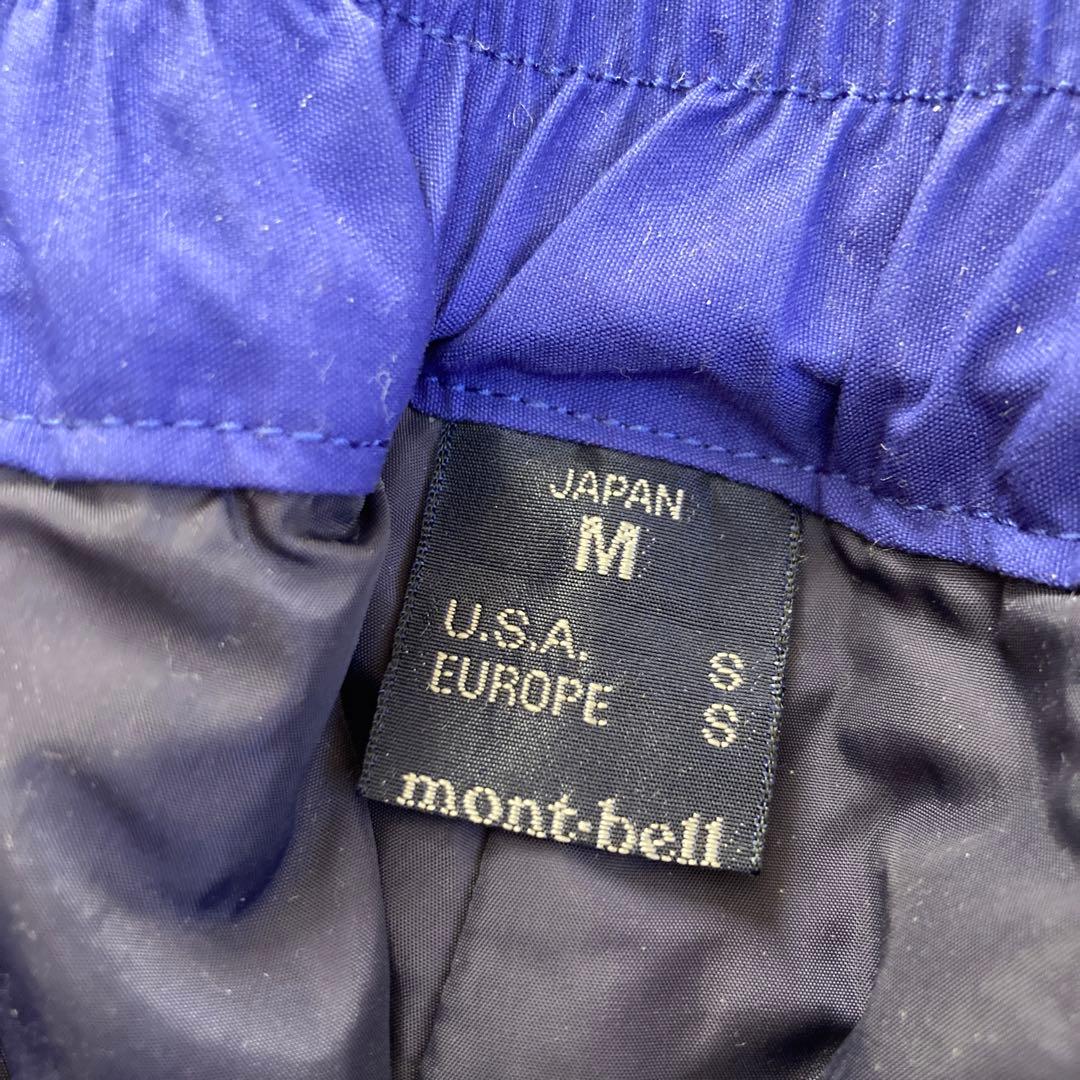 JAPAN
M
U.S.A. S
EUROPE S
mont·bell